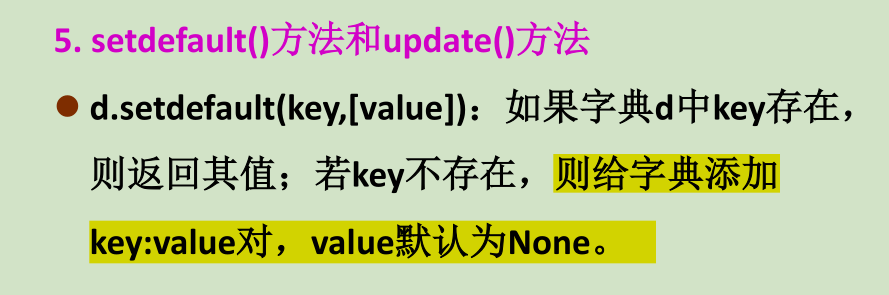 5. setdefault()方法和update()方法
● d.setdefault(key,[value])：如果字典d中key存在，
则返回其值；若key不存在，则给字典添加
key:value对，value默认为None。